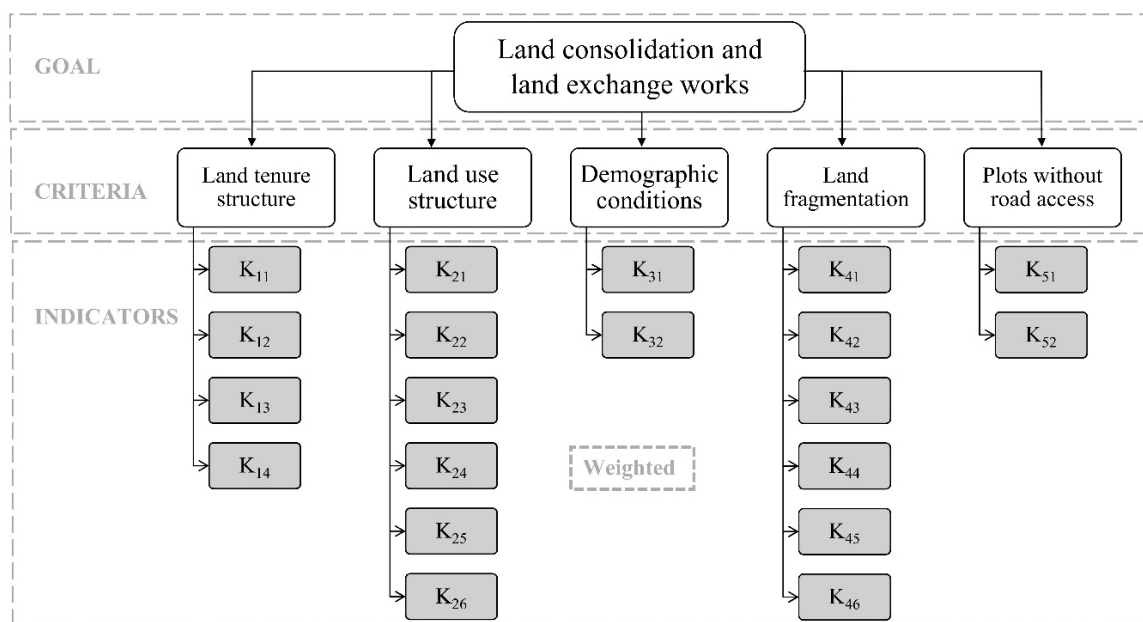 GOAL
Land consolidation and
land exchange works
CRITERIA
Land tenure
structure
Land use
structure
Demographic
conditions
Land
fragmentation
Plots without
road access
INDICATORS
K11
K12
K13
K14
K21
K22
K23
K24
K25
K26
K31
K32
Weighted
K41
K42
K43
K44
K45
K46
K51
K52